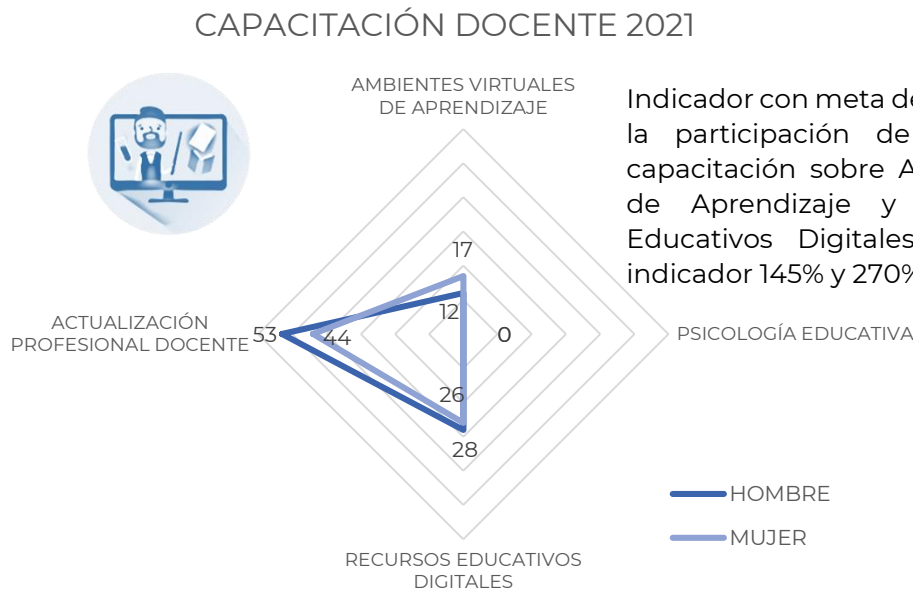 CAPACITACIÓN DOCENTE 2021
AMBIENTES VIRTUALES
DE APRENDIZAJE
Indicador con meta de
la participación de
capacitación sobre A
de Aprendizaje y
Educativos Digitales
indicador 145% y 270%
17
12
0
PSICOLOGÍA EDUCATIVA
ACTUALIZACIÓN
PROFESIONAL DOCENTE
53
44
26
28
HOMBRE
MUJER
RECURSOS EDUCATIVOS
DIGITALES